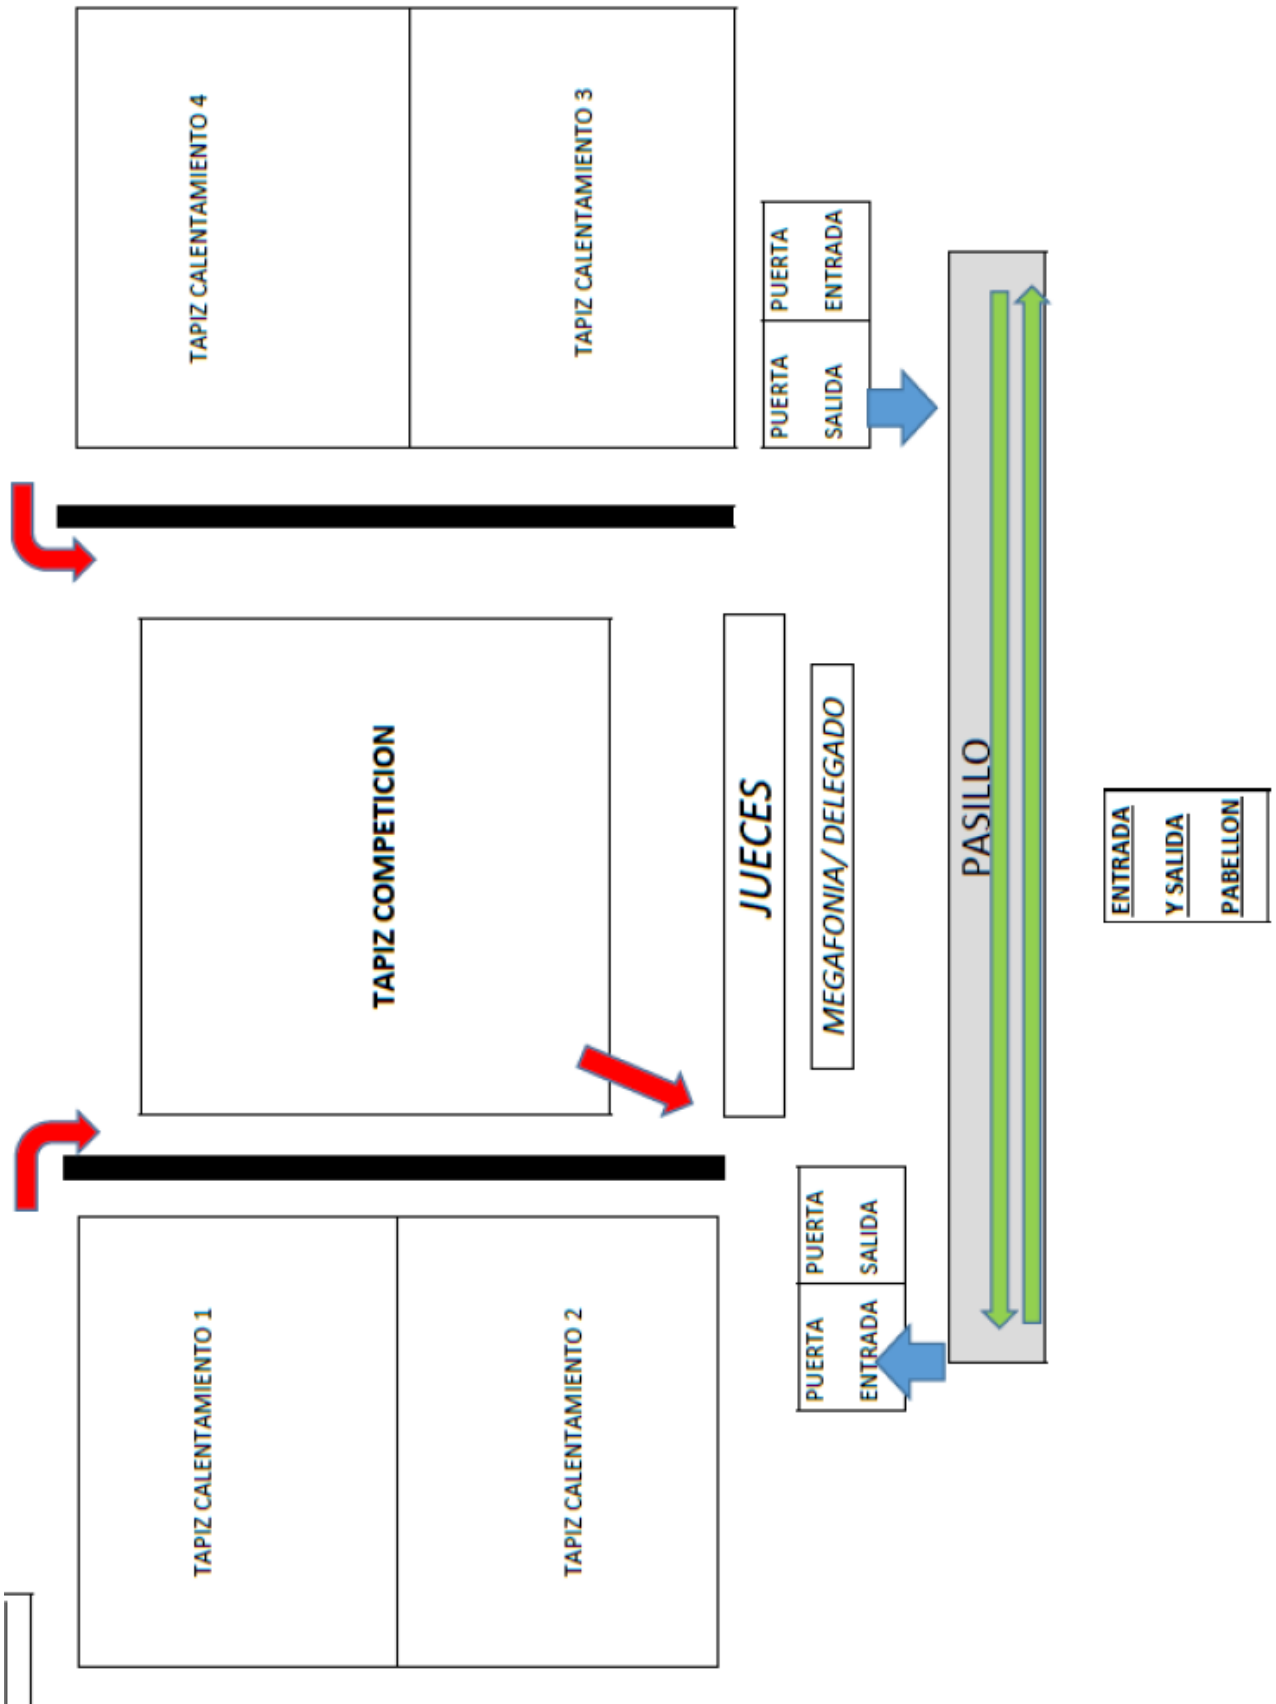 TAPIZ CALENTAMIENTO 1
TAPIZ CALENTAMIENTO 4
TAPIZ COMPETICION
TAPIZ CALENTAMIENTO 2
TAPIZ CALENTAMIENTO 3
JUECES
MEGAFONIA/ DELEGADO
PUERTA
ENTRADA
PUERTA
SALIDA
PUERTA
SALIDA
PUERTA
ENTRADA
PASILLO
ENTRADA
Y SALIDA
PABELLON